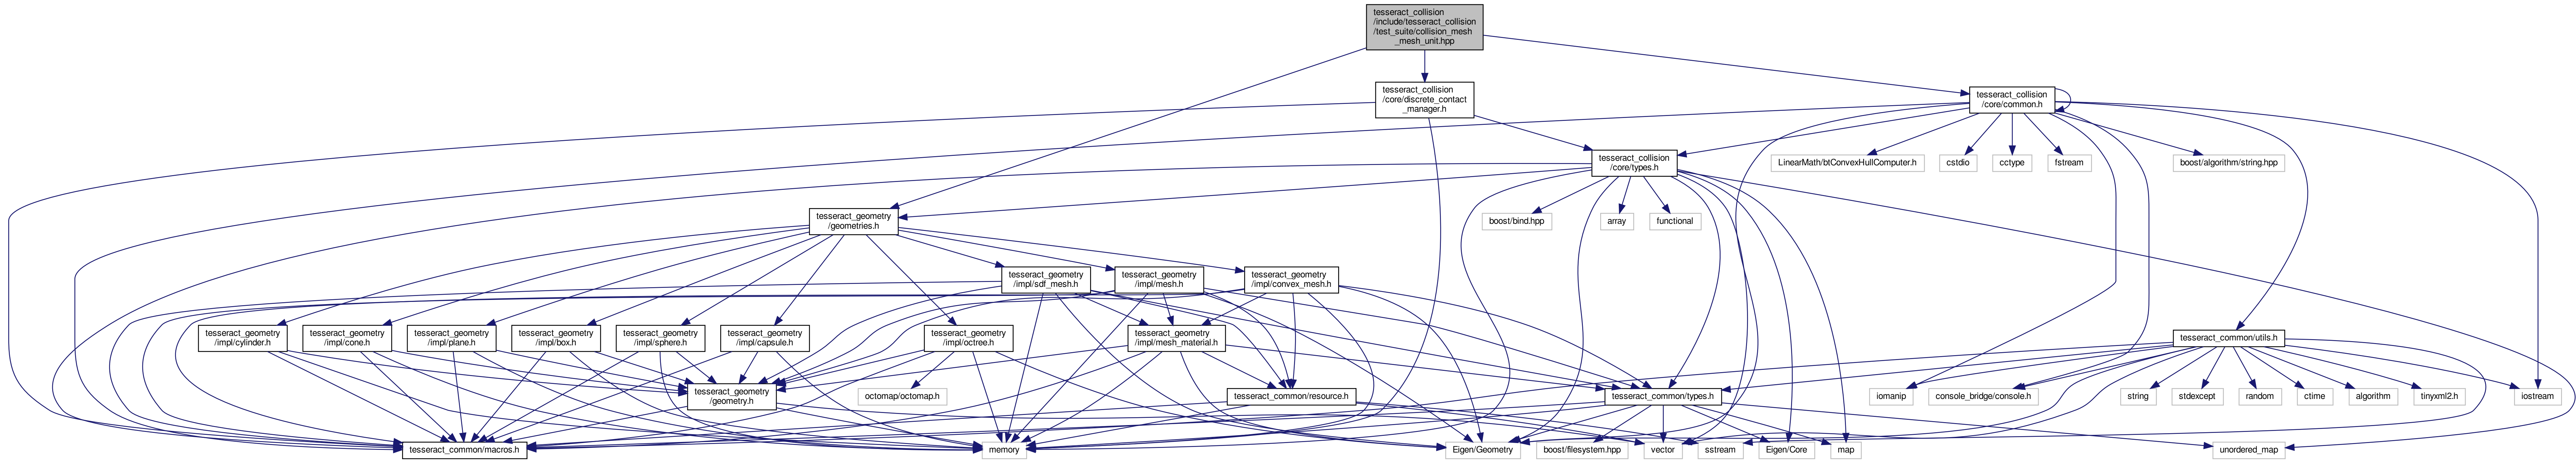 tesseract_collision
/include/tesseract_collision
/test_suite/collision_mesh
_mesh_unit.hpp
tesseract_collision
/core/discrete_contact
_manager.h
tesseract_collision
/core/common.h
tesseract_collision
/core/types.h
LinearMath/btConvexHullComputer.h
cstdio
cctype
fstream
boost/algorithm/string.hpp
tesseract_geometry
/geometries.h
boost/bind.hpp
array
functional
tesseract_geometry
/impl/sdf_mesh.h
tesseract_geometry
/impl/mesh.h
tesseract_geometry
/impl/convex_mesh.h
tesseract_geometry
/impl/cylinder.h
tesseract_geometry
/impl/cone.h
tesseract_geometry
/impl/plane.h
tesseract_geometry
/impl/box.h
tesseract_geometry
/impl/sphere.h
tesseract_geometry
/impl/capsule.h
tesseract_geometry
/impl/octree.h
tesseract_geometry
/impl/mesh_material.h
tesseract_common/utils.h
tesseract_geometry
/geometry.h
octomap/octomap.h
tesseract_common/resource.h
tesseract_common/types.h
iomanip
console_bridge/console.h
string
stdexcept
random
ctime
algorithm
tinyxml2.h
iostream
tesseract_common/macros.h
memory
Eigen/Geometry
boost/filesystem.hpp
vector
sstream
Eigen/Core
map
unordered_map